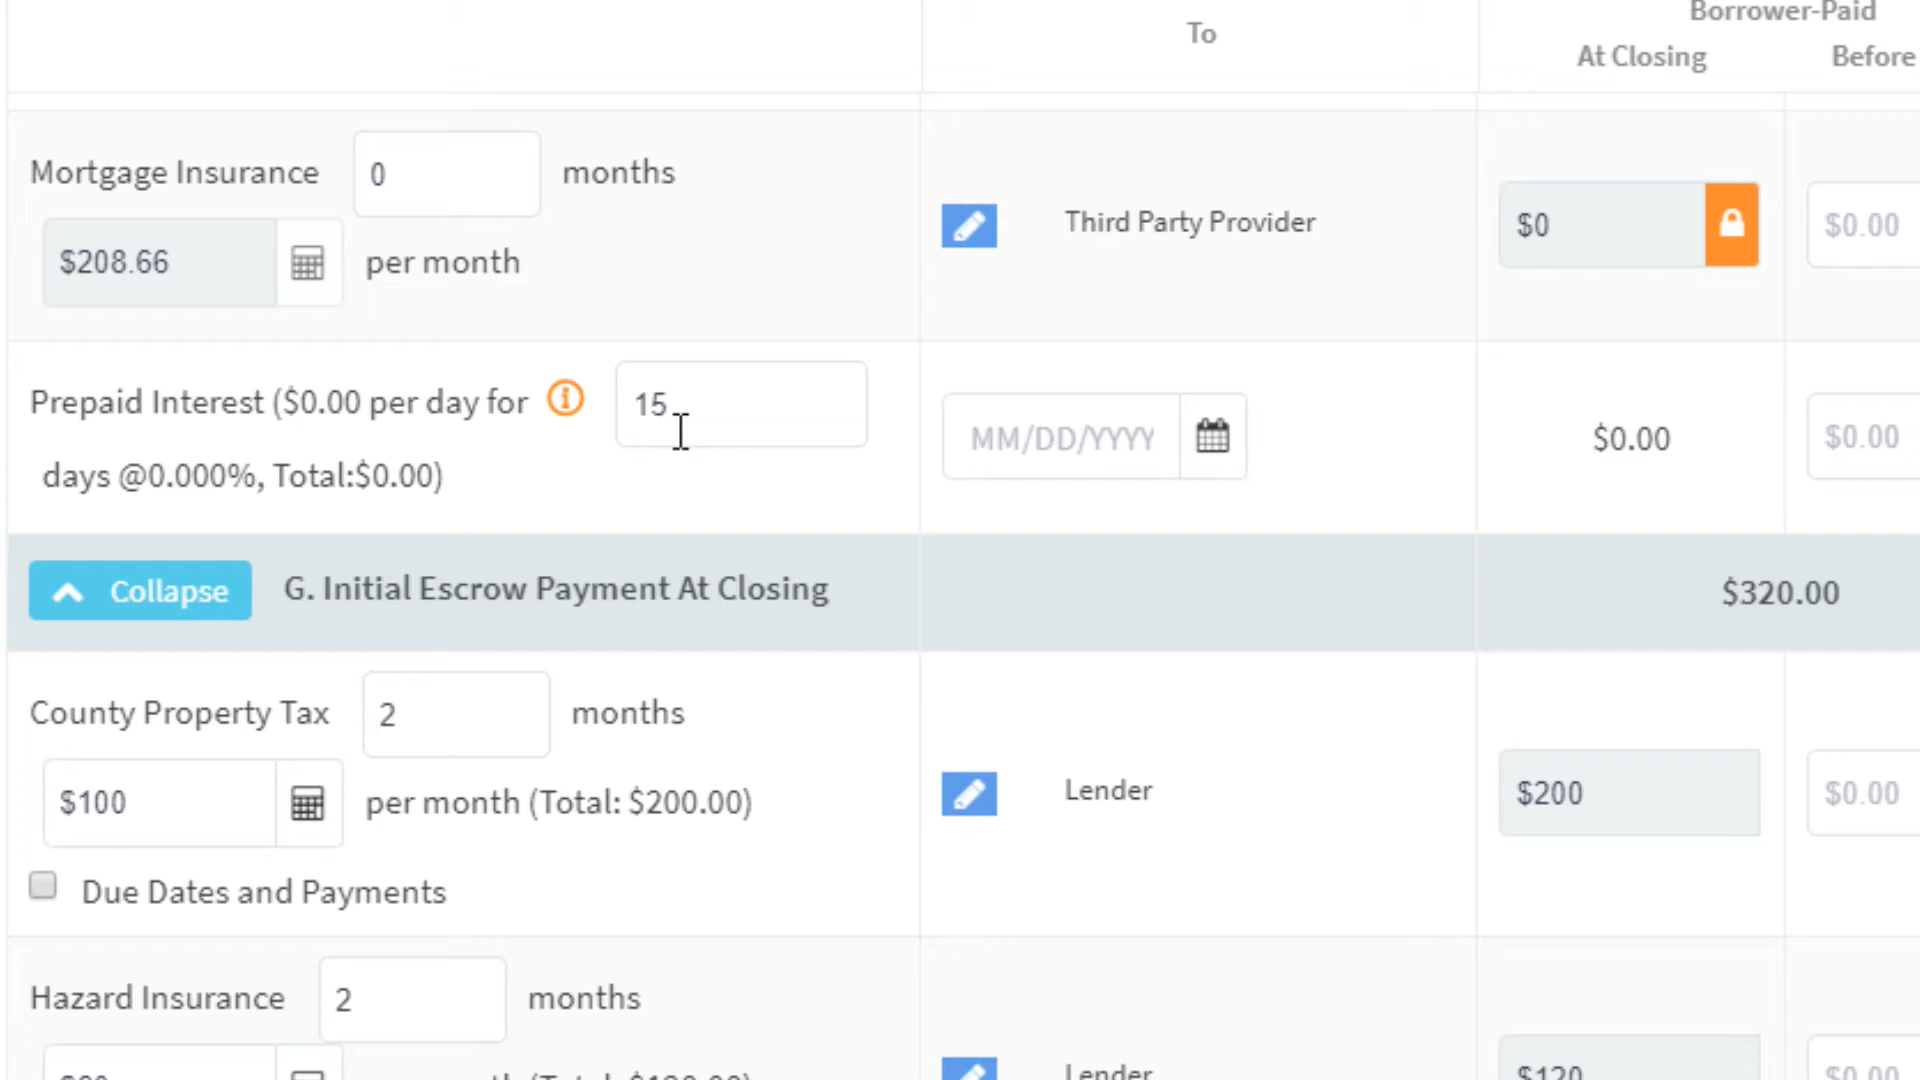 Borrower-Paid
To
At Closing
Before
Mortgage Insurance 0 months
$208.66 per month
Third Party Provider
$0
$0.00
Prepaid Interest ($0.00 per day for 15
days @0.000%, Total:$0.00)
MM/DD/YYYY
$0.00
$0.00
Collapse
G. Initial Escrow Payment At Closing
$320.00
County Property Tax 2 months
$100 per month (Total: $200.00)
Lender
$200
$0.00
Due Dates and Payments
Hazard Insurance 2 months
Lender
$120
$0.00